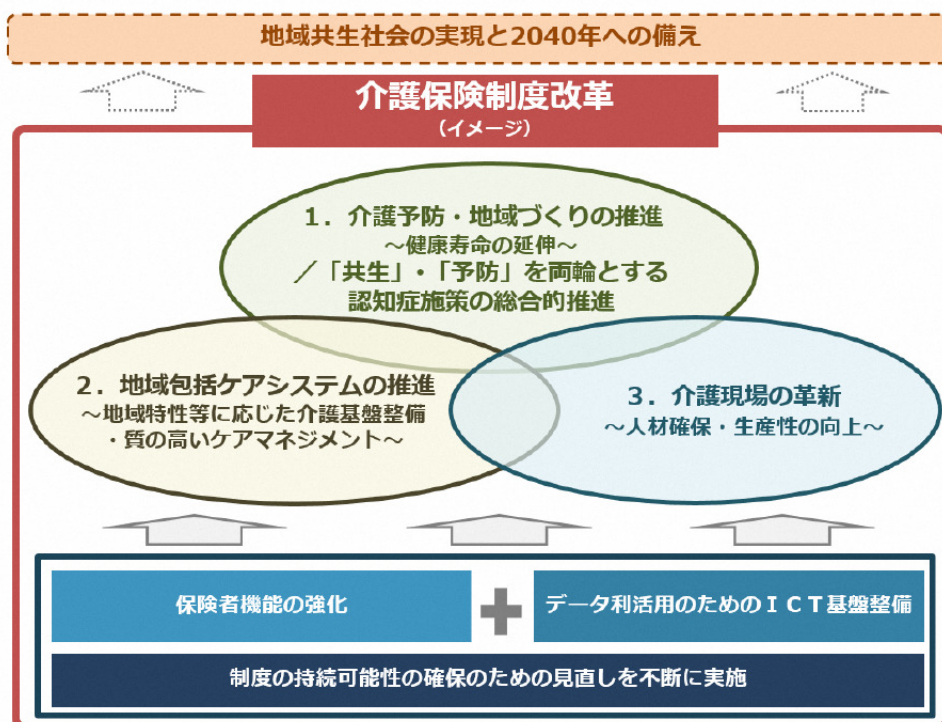 地域共生社会の実現と2040年への備え
介護保険制度改革
(イメージ)
1．介護予防・地域づくりの推進
～健康寿命の延伸～
／「共生」・「予防」を両輪とする
認知症施策の総合的推進
2．地域包括ケアシステムの推進
～地域特性等に応じた介護基盤整備
・質の高いケアマネジメント～
3．介護現場の革新
～人材確保・生産性の向上～
保険者機能の強化
データ利活用のためのＩＣＴ基盤整備
制度の持続可能性の確保のための見直しを不断に実施